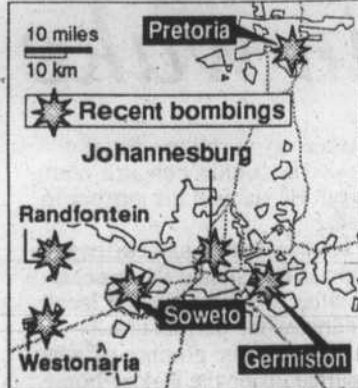 Pretoria
10 miles
10 km
Recent bombings
Johannesburg
Randfontein
Soweto
Westonaria
Germiston